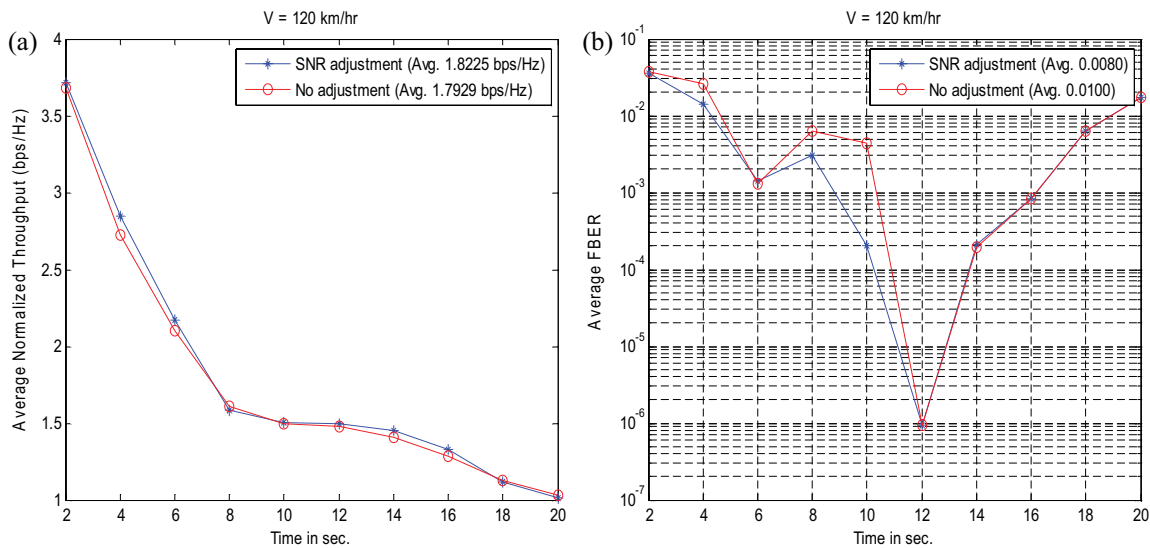 (a)
V = 120 km/hr
SNR adjustment (Avg. 1.8225 bps/Hz)
No adjustment (Avg. 1.7929 bps/Hz)
Average Normalized Throughput (bps/Hz)
4
3.5
3
2.5
2
1.5
1
2 4 6 8 10 12 14 16 18 20
Time in sec.
(b)
V = 120 km/hr
SNR adjustment (Avg. 0.0080)
No adjustment (Avg. 0.0100)
Average FBER
10^-1
10^-2
10^-3
10^-4
10^-5
10^-6
10^-7
2 4 6 8 10 12 14 16 18 20
Time in sec.